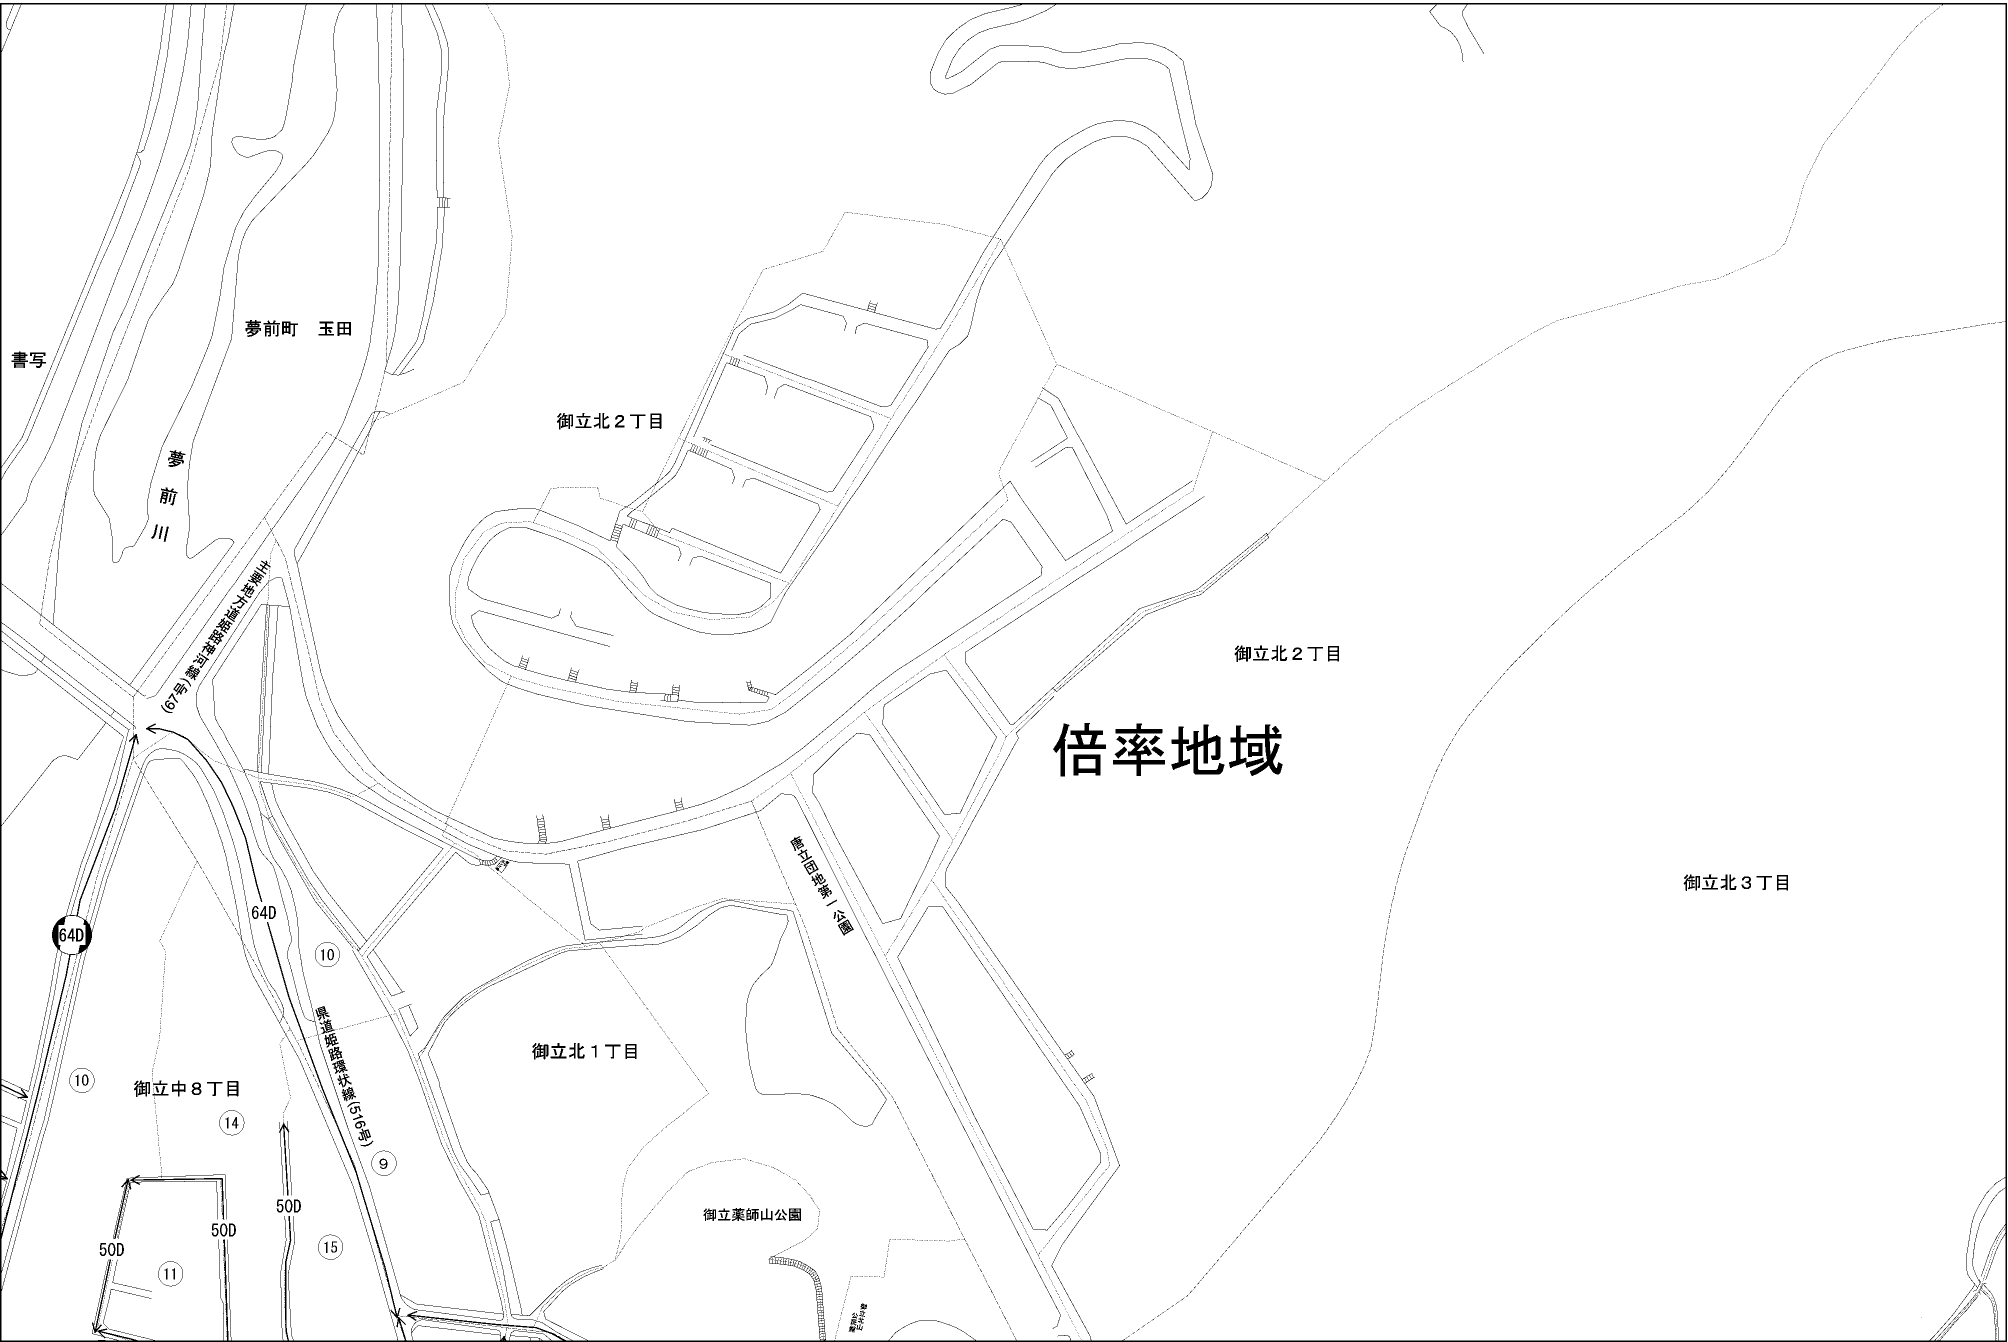 夢前町　玉田
書写
御立北２丁目
夢前川
主要地方道姫路神河線(67号)
御立北２丁目
倍率地域
唐立団地第一公園
御立北３丁目
64D
64D
10
県道姫路環状線(516号)
御立北１丁目
10
御立中８丁目
14
9
50D
50D
50D
15
11
御立薬師山公園